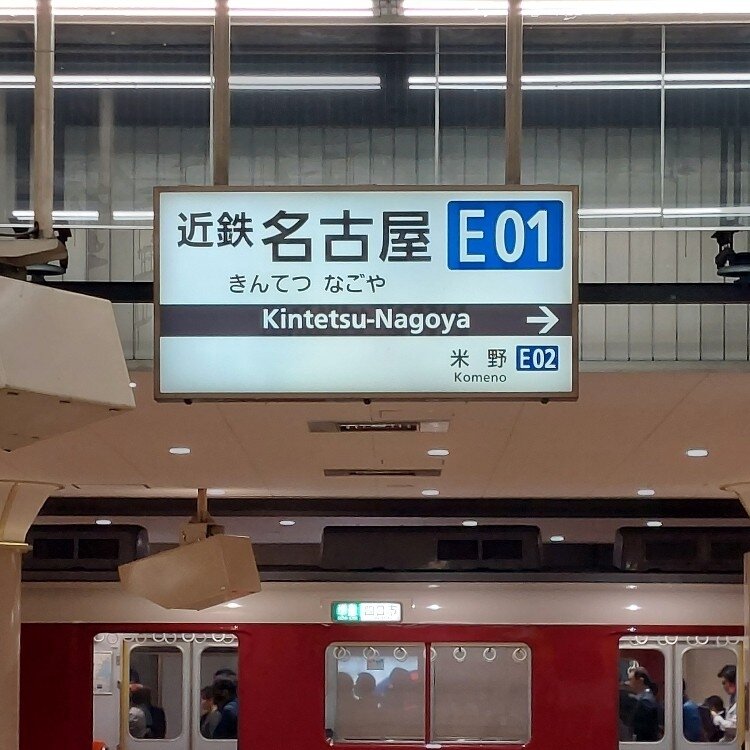 近鉄 名古屋 E01
きんてつ なごや
Kintetsu-Nagoya →
米野 E02
Komeno